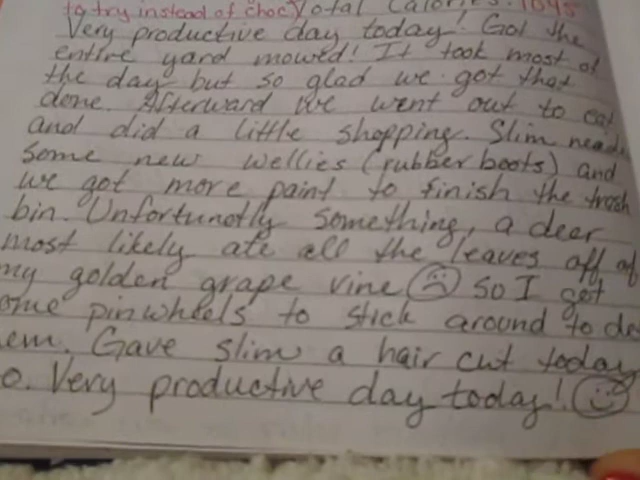 to try instead of choc) Total Calories: 1045
Very productive day today! Got the
entire yard mowed! It took most of
the day but so glad we got that
done. Afterward we went out to eat
and did a little shopping. Slim need
some new wellies (rubber boots) and
we got more paint to finish the trash
bin. Unfortunatly something, a deer
most likely ate all the leaves off of
my golden grape vine ☹ so I got
ome pinwheels to stick around to de
em. Gave slim a hair cut today
o. Very productive day today! ☺